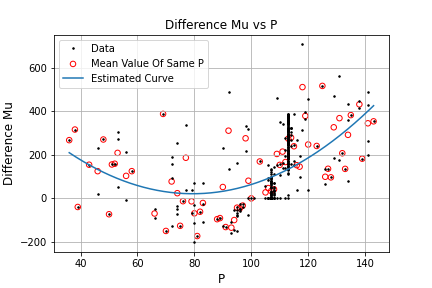 Difference Mu vs P
Data
Mean Value Of Same P
Estimated Curve
Difference Mu
600
400
200
0
−200
40
60
80
100
120
140
P